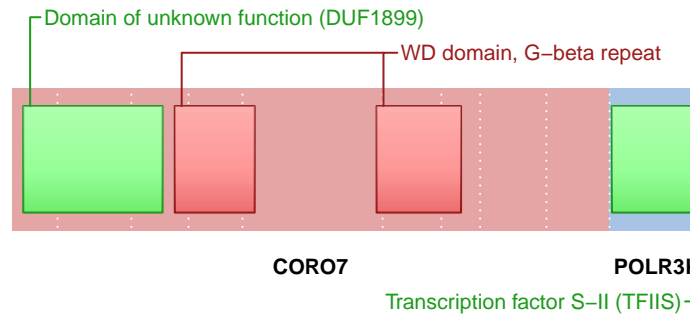 Domain of unknown function (DUF1899)
WD domain, G−beta repeat
CORO7
Transcription factor S−II (TFIIS)